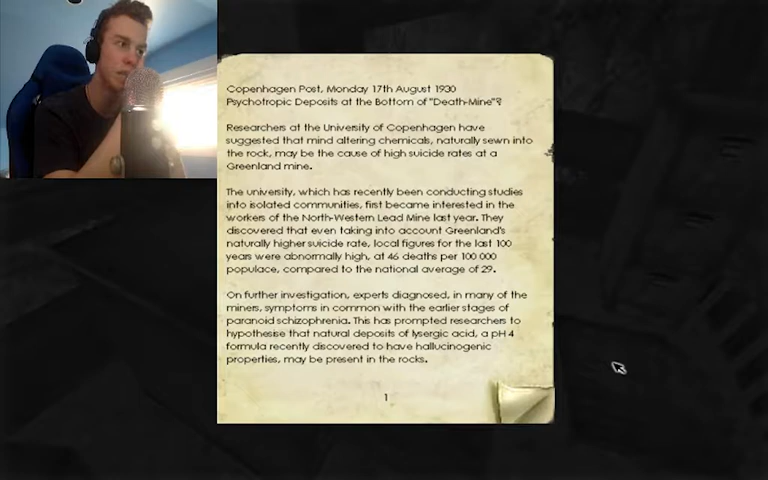 Copenhagen Post, Monday 17th August 1930
Psychotropic Deposits at the Bottom of "Death-Mine"?
Researchers at the University of Copenhagen have
suggested that mind altering chemicals, naturally sewn into
the rock, may be the cause of high suicide rates at a
Greenland mine.
The university, which has recently been conducting studies
into isolated communities, first became interested in the
workers of the North-Western Lead Mine last year. They
discovered that even taking into account Greenland's
naturally higher suicide rate, local figures for the last 100
years were abnormally high, at 46 deaths per 100 000
populace, compared to the national average of 29.
On further investigation, experts diagnosed, in many of the
miners, symptoms in common with the earlier stages of
paranoid schizophrenia. This has prompted researchers to
hypothesise that natural deposits of lysergic acid, a pH 4
formula recently discovered to have hallucinogenic
properties, may be present in the rocks.
1